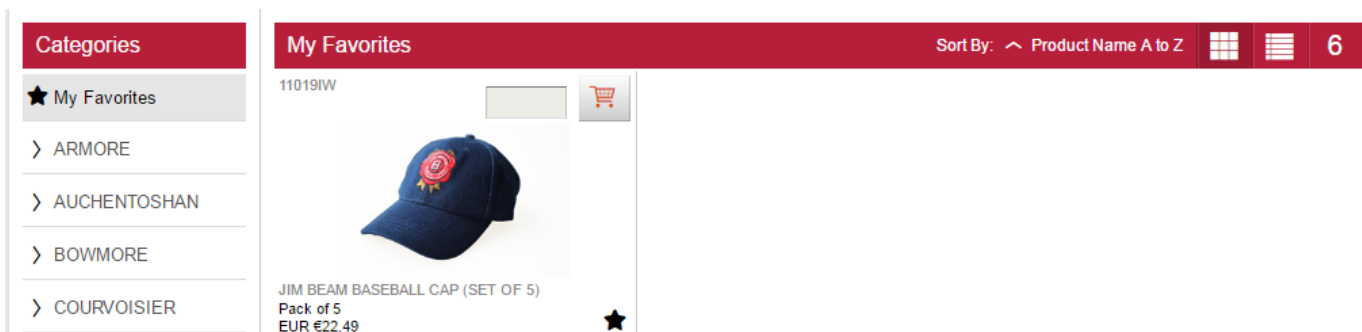 Categories
My Favorites
ARMORE
AUCHENTOSHAN
BOWMORE
COURVOISIER
My Favorites
Sort By: Product Name A to Z
6
11019IW
B
JIM BEAM BASEBALL CAP (SET OF 5)
Pack of 5
EUR €22.49